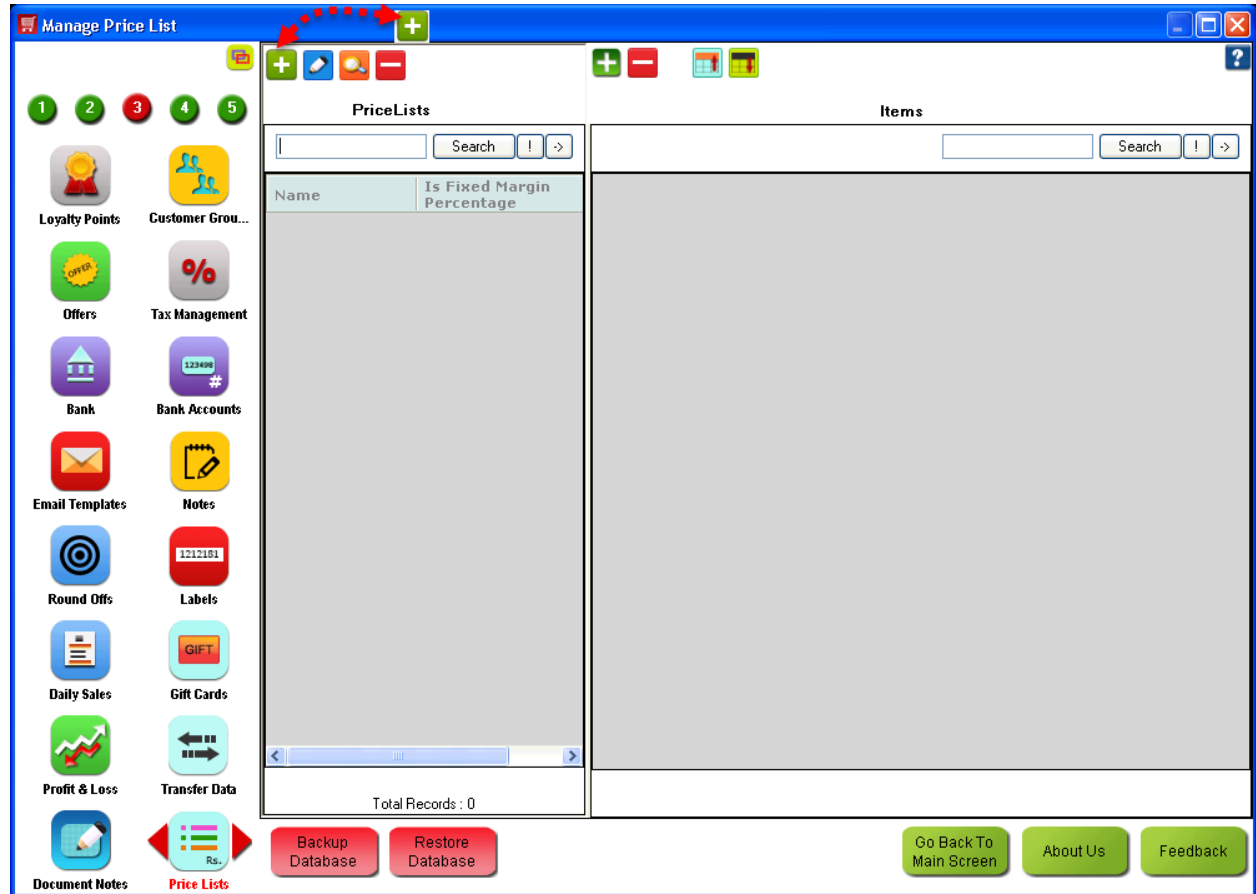 Manage Price List
?
1 2 3 4 5
PriceLists
Items
Search ! ->
Search ! ->
Name
Is Fixed Margin
Percentage
Loyalty Points
Customer Grou...
OFFER
%
Offers
Tax Management
123498
#
Bank
Bank Accounts
Email Templates
Notes
1212181
Round Offs
Labels
GIFT
Daily Sales
Gift Cards
Profit & Loss
Transfer Data
Total Records : 0
Rs.
Document Notes
Price Lists
Backup
Database
Restore
Database
Go Back To
Main Screen
About Us
Feedback